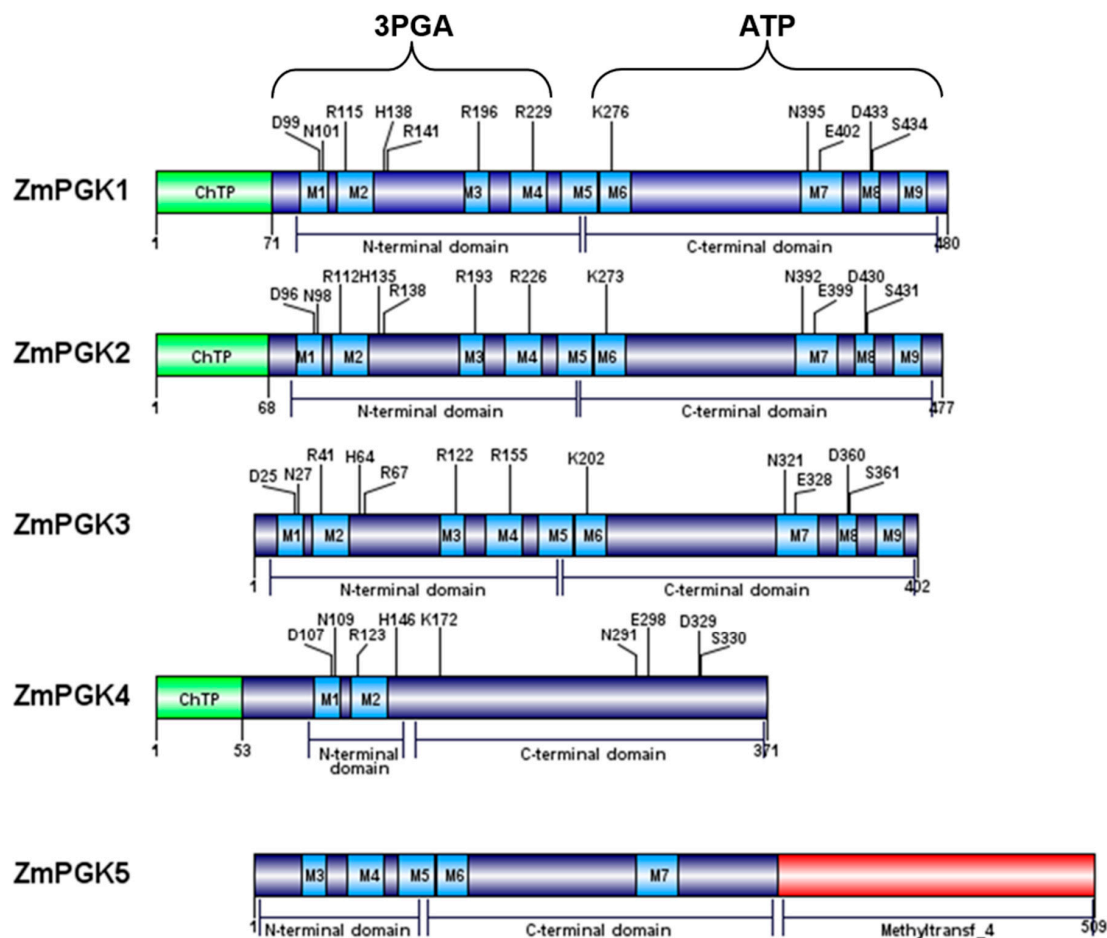 3PGA ATP
D99 N101 R115 H138 R141 R196 R229 K276 N395 E402 D433 S434
ZmPGK1 ChTP M1 M2 M3 M4 M5 M6 M7 M8 M9
1 71 480
N-terminal domain C-terminal domain
D96 N98 R112 H135 R138 R193 R226 K273 N392 E399 D430 S431
ZmPGK2 ChTP M1 M2 M3 M4 M5 M6 M7 M8 M9
1 68 477
N-terminal domain C-terminal domain
D25 N27 R41 H64 R67 R122 R155 K202 N321 E328 D360 S361
ZmPGK3 M1 M2 M3 M4 M5 M6 M7 M8 M9
1 402
N-terminal domain C-terminal domain
D107 N109 R123 H146 K172 N291 E298 D329 S330
ZmPGK4 ChTP M1 M2
1 53 371
N-terminal C-terminal domain
domain
ZmPGK5 M3 M4 M5 M6 M7
1 509
N-terminal domain C-terminal domain Methyltransf_4